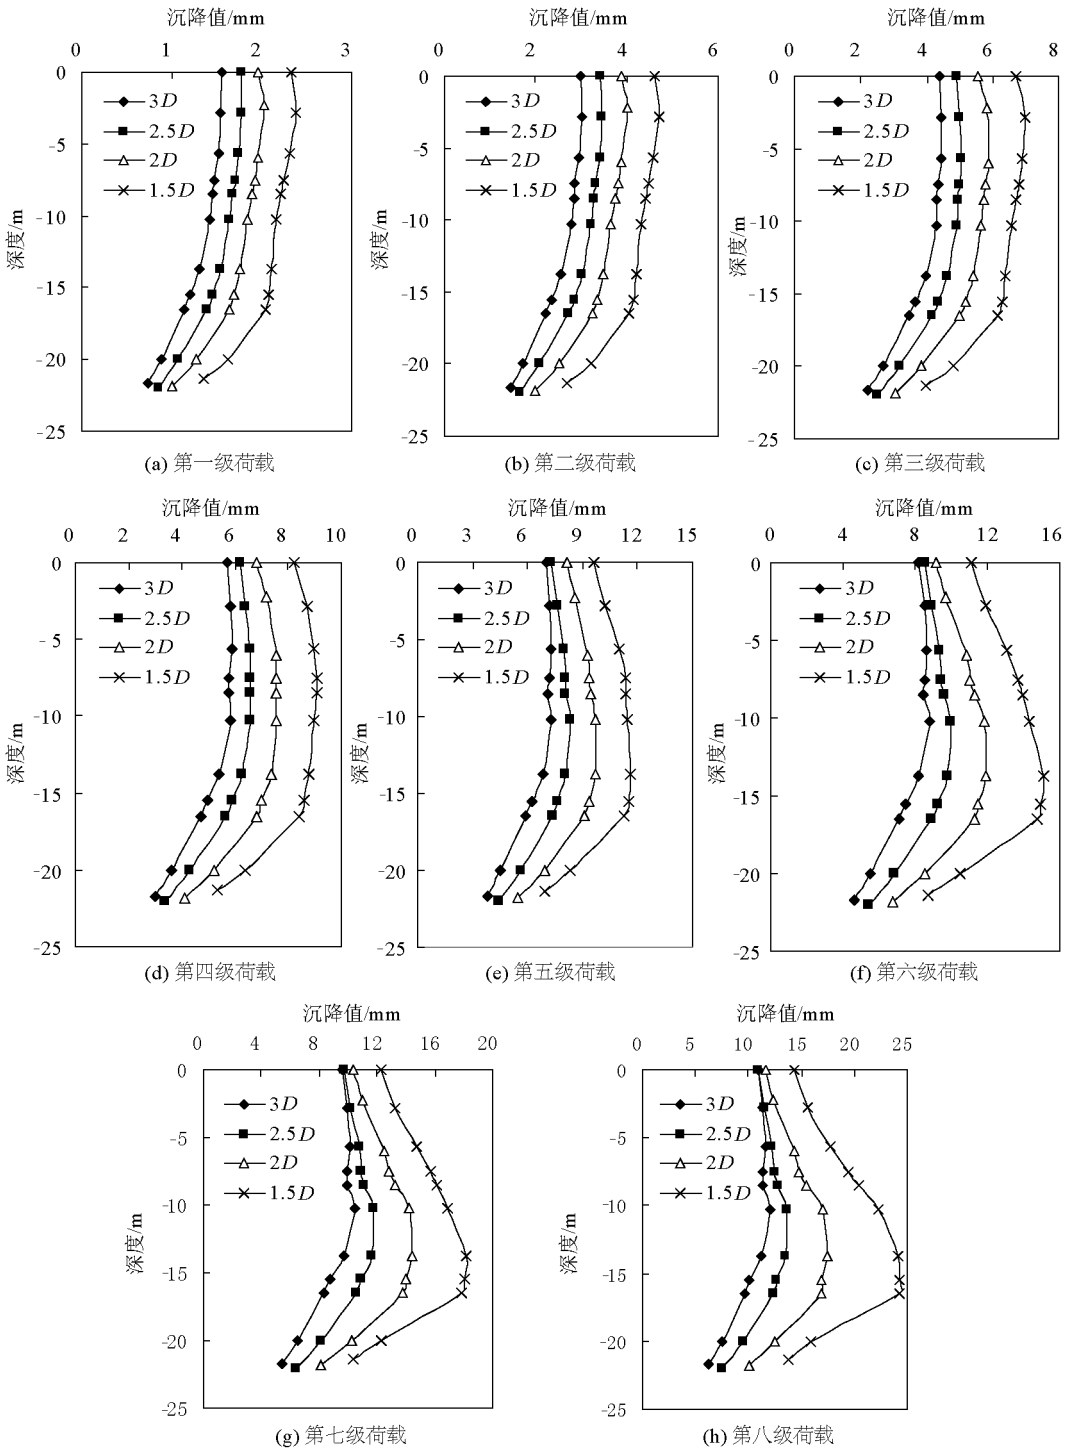 沉降值/mm 沉降值/mm 沉降值/mm
0 1 2 3 0 2 4 6 0 2 4 6 8
0 0 0
3D 3D 3D
2.5D 2.5D 2.5D
-5 -5 -5
2D 2D 2D
1.5D 1.5D 1.5D
-10 -10 -10
深度/m 深度/m 深度/m
-15 -15 -15
-20 -20 -20
-25 -25 -25
(a) 第一级荷载 (b) 第二级荷载 (c) 第三级荷载
沉降值/mm 沉降值/mm 沉降值/mm
0 2 4 6 8 10 0 3 6 9 12 15 0 4 8 12 16
0 0 0
3D 3D 3D
2.5D 2.5D 2.5D
-5 -5 -5
2D 2D 2D
1.5D 1.5D 1.5D
-10 -10 -10
深度/m 深度/m 深度/m
-15 -15 -15
-20 -20 -20
-25 -25 -25
(d) 第四级荷载 (e) 第五级荷载 (f) 第六级荷载
沉降值/mm 沉降值/mm
0 4 8 12 16 20 0 5 10 15 20 25
0 0
3D 3D
2.5D 2.5D
-5 -5
2D 2D
1.5D 1.5D
-10 -10
深度/m 深度/m
-15 -15
-20 -20
-25 -25
(g) 第七级荷载 (h) 第八级荷载